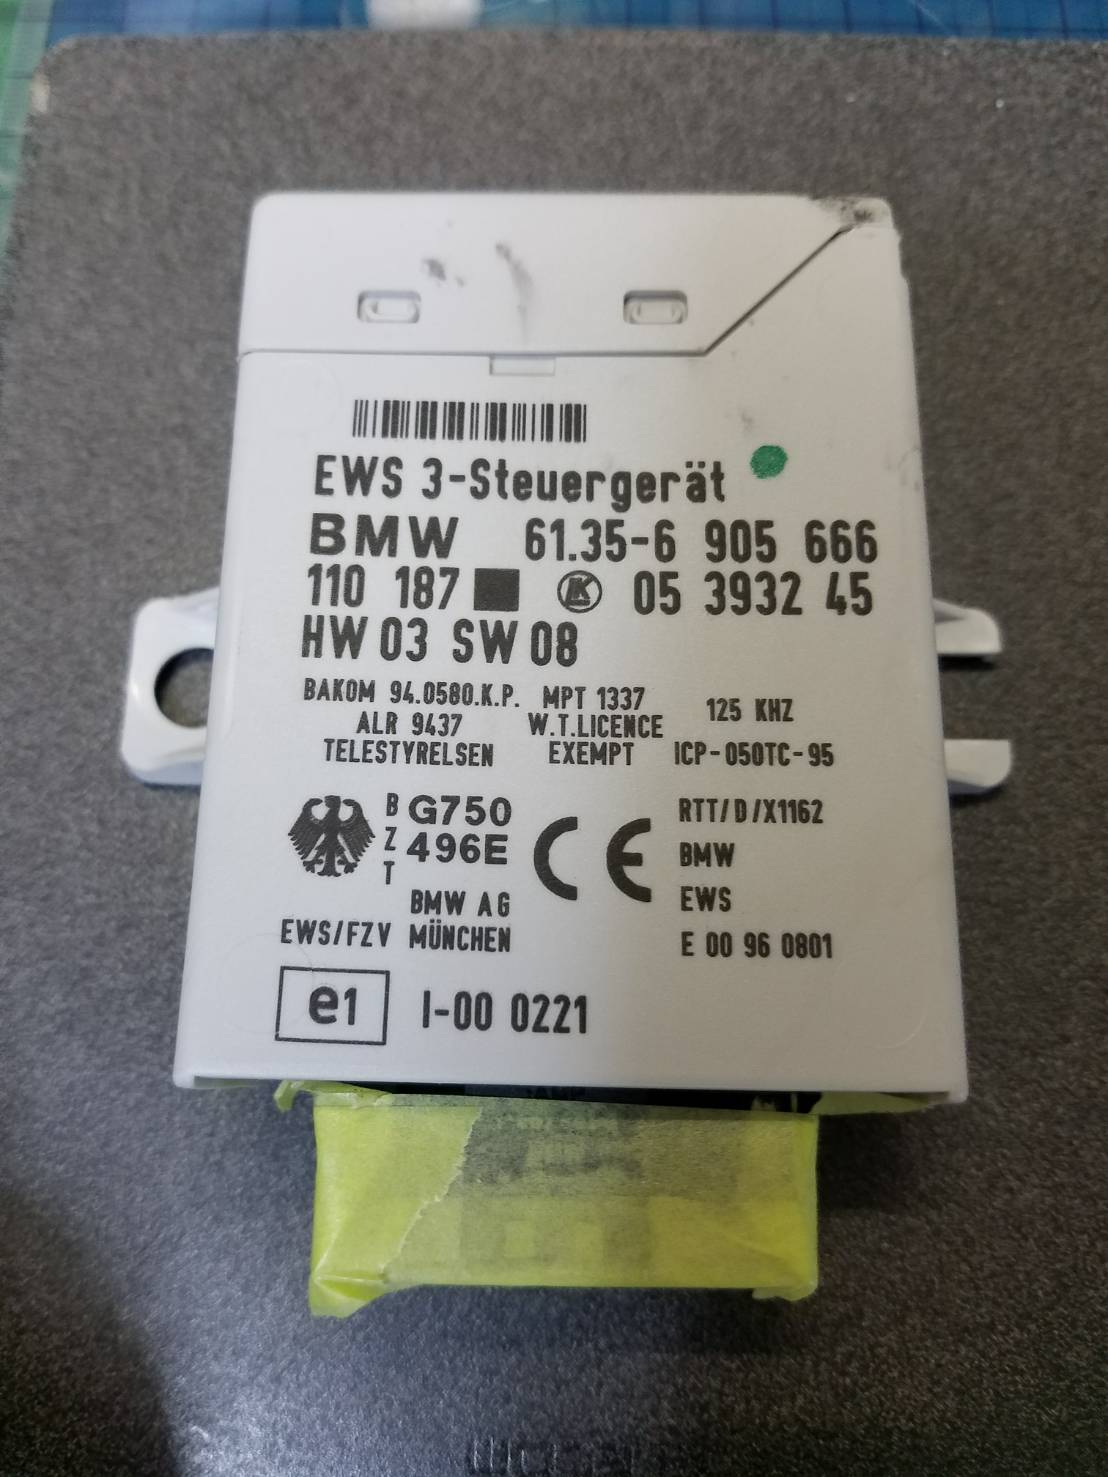 EWS 3-Steuergerät
BMW 61.35-6 905 666
110 187 K 05 3932 45
HW 03 SW 08
BAKOM 94.0580.K.P. MPT 1337 125 KHZ
ALR 9437 W.T.LICENCE
TELESTYRELSEN EXEMPT ICP-050TC-95
BZT G750 496E CE RTT/D/X1162
BMW
BMW AG EWS
EWS/FZV MÜNCHEN E 00 96 0801
e1 I-00 0221